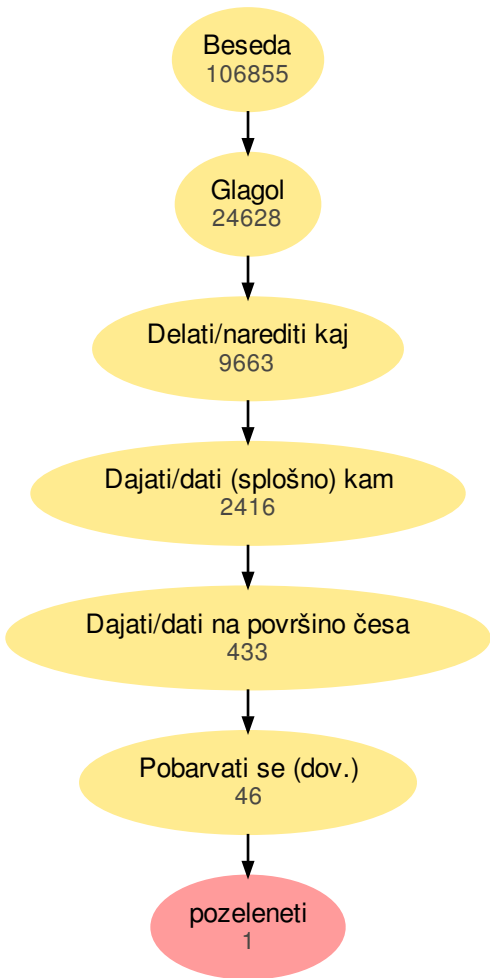 Beseda
106855
Glagol
24628
Delati/narediti kaj
9663
Dajati/dati (splošno) kam
2416
Dajati/dati na površino česa
433
Pobarvati se (dov.)
46
pozeleneti
1